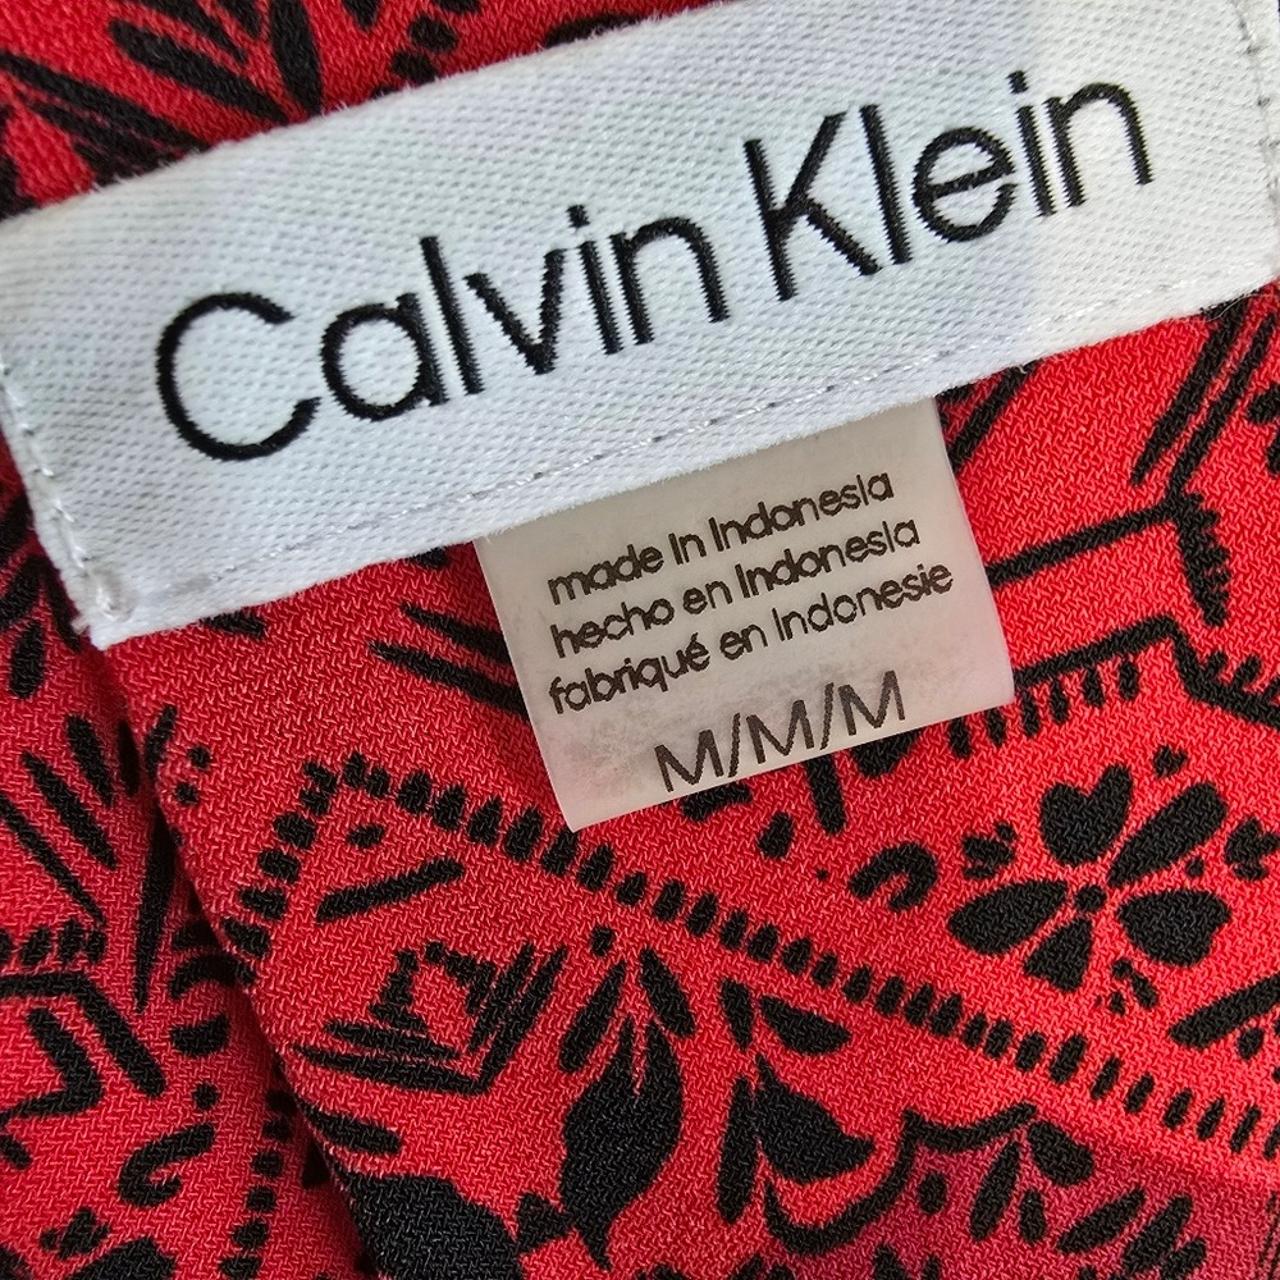 Calvin Klein
made in Indonesia
hecho en Indonesia
fabriqué en Indonesie
M/M/M